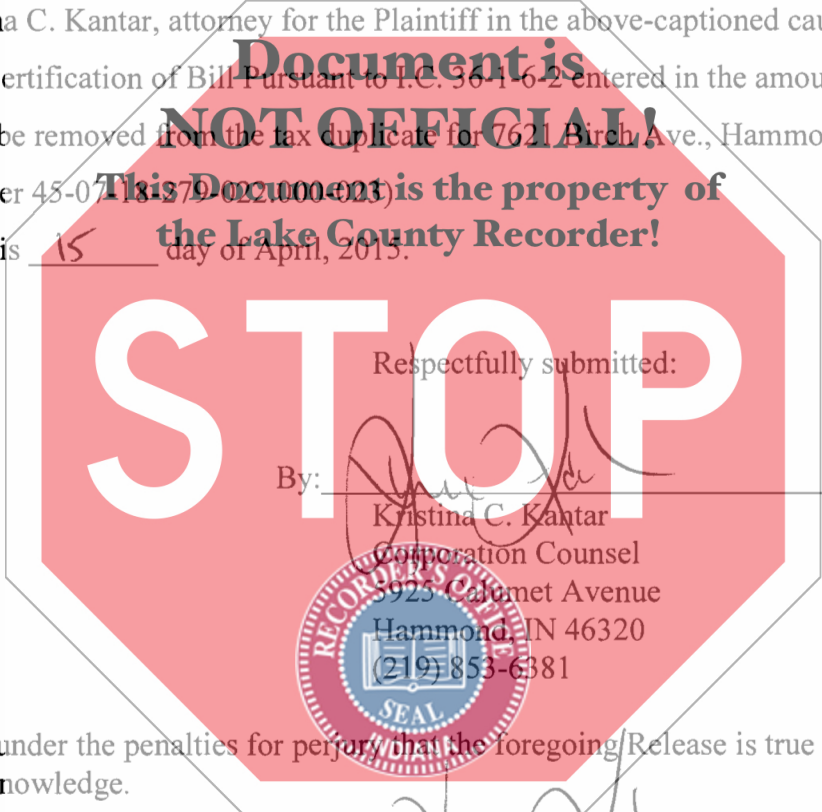 a C. Kantar, attorney for the Plaintiff in the above-captioned cau
Document is
ertification of Bill Pursuant to I.C. 36-1-6-2 entered in the amou
NOT OFFICIAL!
be removed from the tax duplicate for 7621 Birch Ave., Hammo
This Document is the property of
er 45-07-18-279-022.000-023)
the Lake County Recorder!
is 15 day of April, 2015.
STOP
Respectfully submitted:
By:
Kristina C. Kantar
Corporation Counsel
5925 Calumet Avenue
Hammond, IN 46320
(219) 853-6381
RECORDER'S OFFICE
SEAL
INDIANA
under the penalties for perjury that the foregoing Release is true
nowledge.